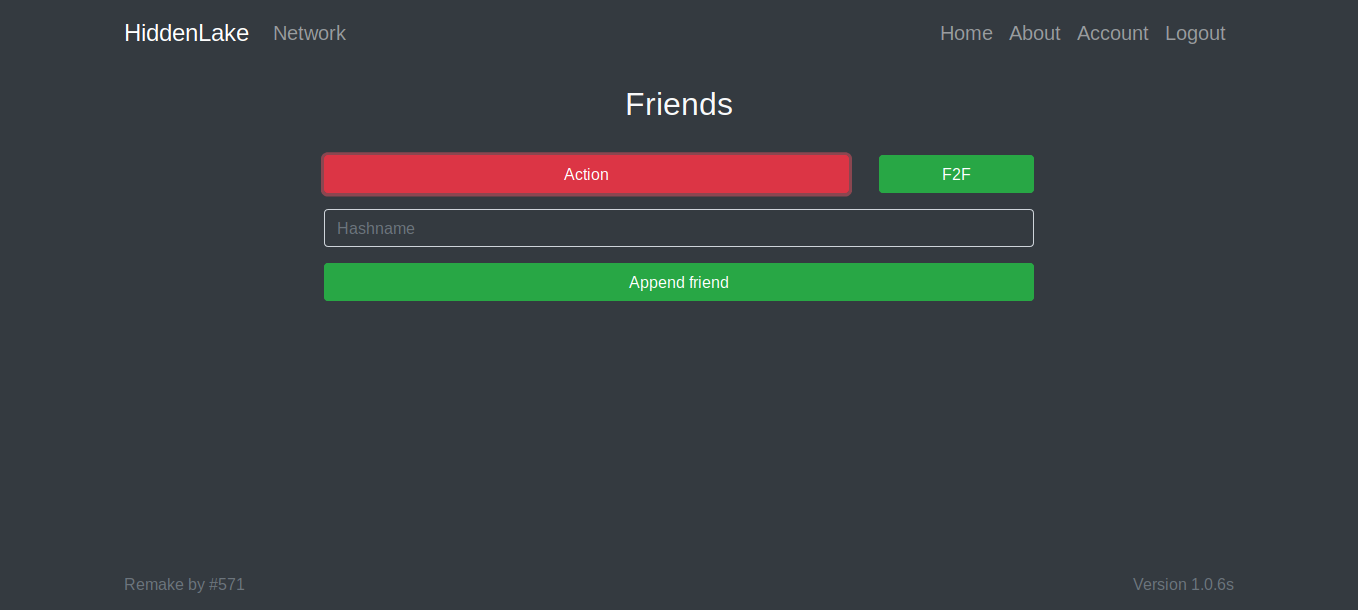 HiddenLake Network Home About Account Logout
Friends
Action F2F
Hashname
Append friend
Remake by #571 Version 1.0.6s